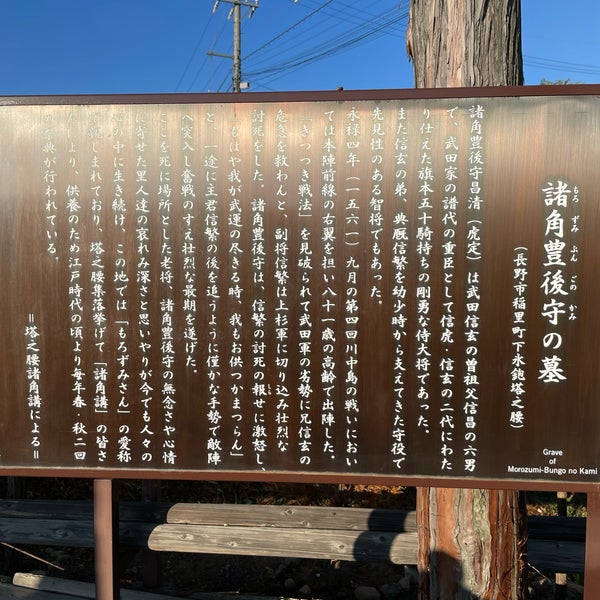 諸角豊後守の墓
もろ ずみ ぶん ごの かみ
（長野市稲里町下氷鉋塔之腰）
諸角豊後守昌清（虎定）は武田信玄の曽祖父信昌の六男
で、武田家の譜代の重臣として信虎・信玄の二代にわた
り仕えた旗本五十騎持ちの剛勇な侍大将であった。
また信玄の弟、典厩信繁を幼少時から支えてきた守役で
先見性のある智将でもあった。
永禄四年（一五六一）九月の第四回川中島の戦いにおい
ては本陣前線の右翼を担い八十一歳の高齢で出陣した。
「きつつき戦法」を見破られて武田軍の劣勢に兄信玄の
危急を救わんと、副将信繁は上杉軍に切り込み壮烈な
討死をした。諸角豊後守は、信繁の討死の報せに激怒し、
しら
「もはや我が武運の尽きる時、我もお供つかまつらん」
と、一途に主君信繁の後を追うように僅かな手勢で敵陣
へ突入し奮戦のすえ壮烈な最期を遂げた。
ここを死に場所とした老将、諸角豊後守の無念さや心情
に寄せた里人達の哀れみ深さと思いやりが今でも人々の
心の中に生き続け、この地では「もろずみさん」の愛称
で親しまれており、塔之腰集落挙げて「諸角講」の皆さ
により、供養のため江戸時代の頃より毎年春・秋二回
の祭典が行われている。
＝塔之腰諸角講による＝
Grave
of
Morozumi-Bungo no Kami